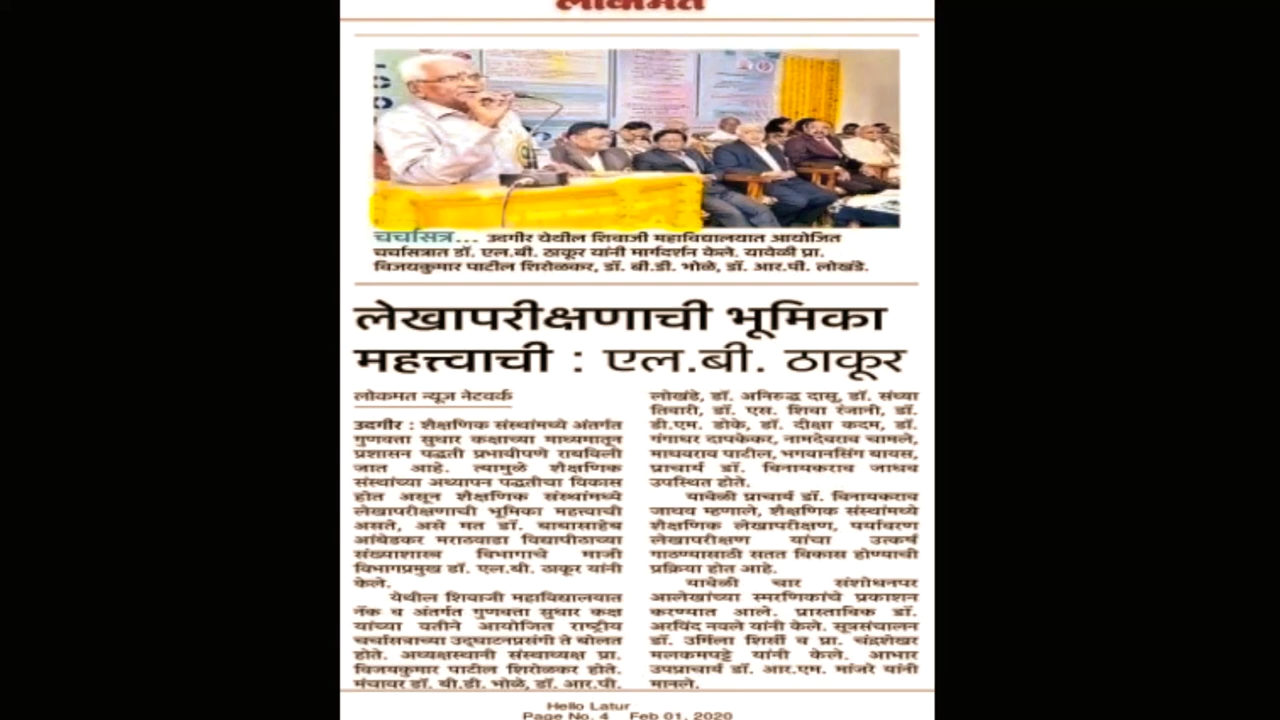 लोकमत
चर्चासत्र... उदगीर येथील शिवाजी महाविद्यालयात आयोजित
चर्चासत्रात डॉ. एल.बी. ठाकूर यांनी मार्गदर्शन केले. यावेळी प्रा.
विजयकुमार पाटील शिरोळकर, डॉ. बी.डी. भोळे, डॉ. आर.पी. लोखंडे.
लेखापरीक्षणाची भूमिका
महत्त्वाची : एल.बी. ठाकूर
लोकमत न्यूज नेटवर्क
उदगीर : शैक्षणिक संस्थांमध्ये अंतर्गत
गुणवत्ता सुधार कक्षाच्या माध्यमातून
प्रशासन पद्धती प्रभावीपणे राबविली
जात आहे. त्यामुळे शैक्षणिक
संस्थांच्या अध्यापन पद्धतीचा विकास
होत असून शैक्षणिक संस्थांमध्ये
लेखापरीक्षणाची भूमिका महत्त्वाची
असते, असे मत डॉ. बाबासाहेब
आंबेडकर मराठवाडा विद्यापीठाच्या
संख्याशास्त्र विभागाचे माजी
विभागप्रमुख डॉ. एल.बी. ठाकूर यांनी
केले.
येथील शिवाजी महाविद्यालयात
नॅक व अंतर्गत गुणवत्ता सुधार कक्ष
यांच्या वतीने आयोजित राष्ट्रीय
चर्चासत्राच्या उद्घाटनप्रसंगी ते बोलत
होते. अध्यक्षस्थानी संस्थाध्यक्ष प्रा.
विजयकुमार पाटील शिरोळकर होते.
मंचावर डॉ. बी.डी. भोळे, डॉ. आर.पी.
लोखंडे, डॉ. अनिरुद्ध दासू, डॉ. संध्या
तिवारी, डॉ. एस. शिबा रंजानी, डॉ.
डी.एम. डोके, डॉ. दीक्षा कदम, डॉ.
गंगाधर दापकेकर, नामदेवराव चामले,
माधवराव पाटील, भगवानसिंग बायस,
प्राचार्य डॉ. विनायकराव जाधव
उपस्थित होते.
यावेळी प्राचार्य डॉ. विनायकराव
जाधव म्हणाले, शैक्षणिक संस्थांमध्ये
शैक्षणिक लेखापरीक्षण, पर्यावरण
लेखापरीक्षण यांचा उत्कर्ष
गाठण्यासाठी सतत विकास होण्याची
प्रक्रिया होत आहे.
यावेळी चार संशोधनपर
आलेखांच्या स्मरणिकांचे प्रकाशन
करण्यात आले. प्रास्ताविक डॉ.
अरविंद नवले यांनी केले. सूत्रसंचालन
डॉ. उर्मिला शिर्सी व प्रा. चंद्रशेखर
मलकमपट्टे यांनी केले. आभार
उपप्राचार्य डॉ. आर.एम. मांजरे यांनी
मानले.
Hello Latur
Page No. 4 Feb 01, 2020